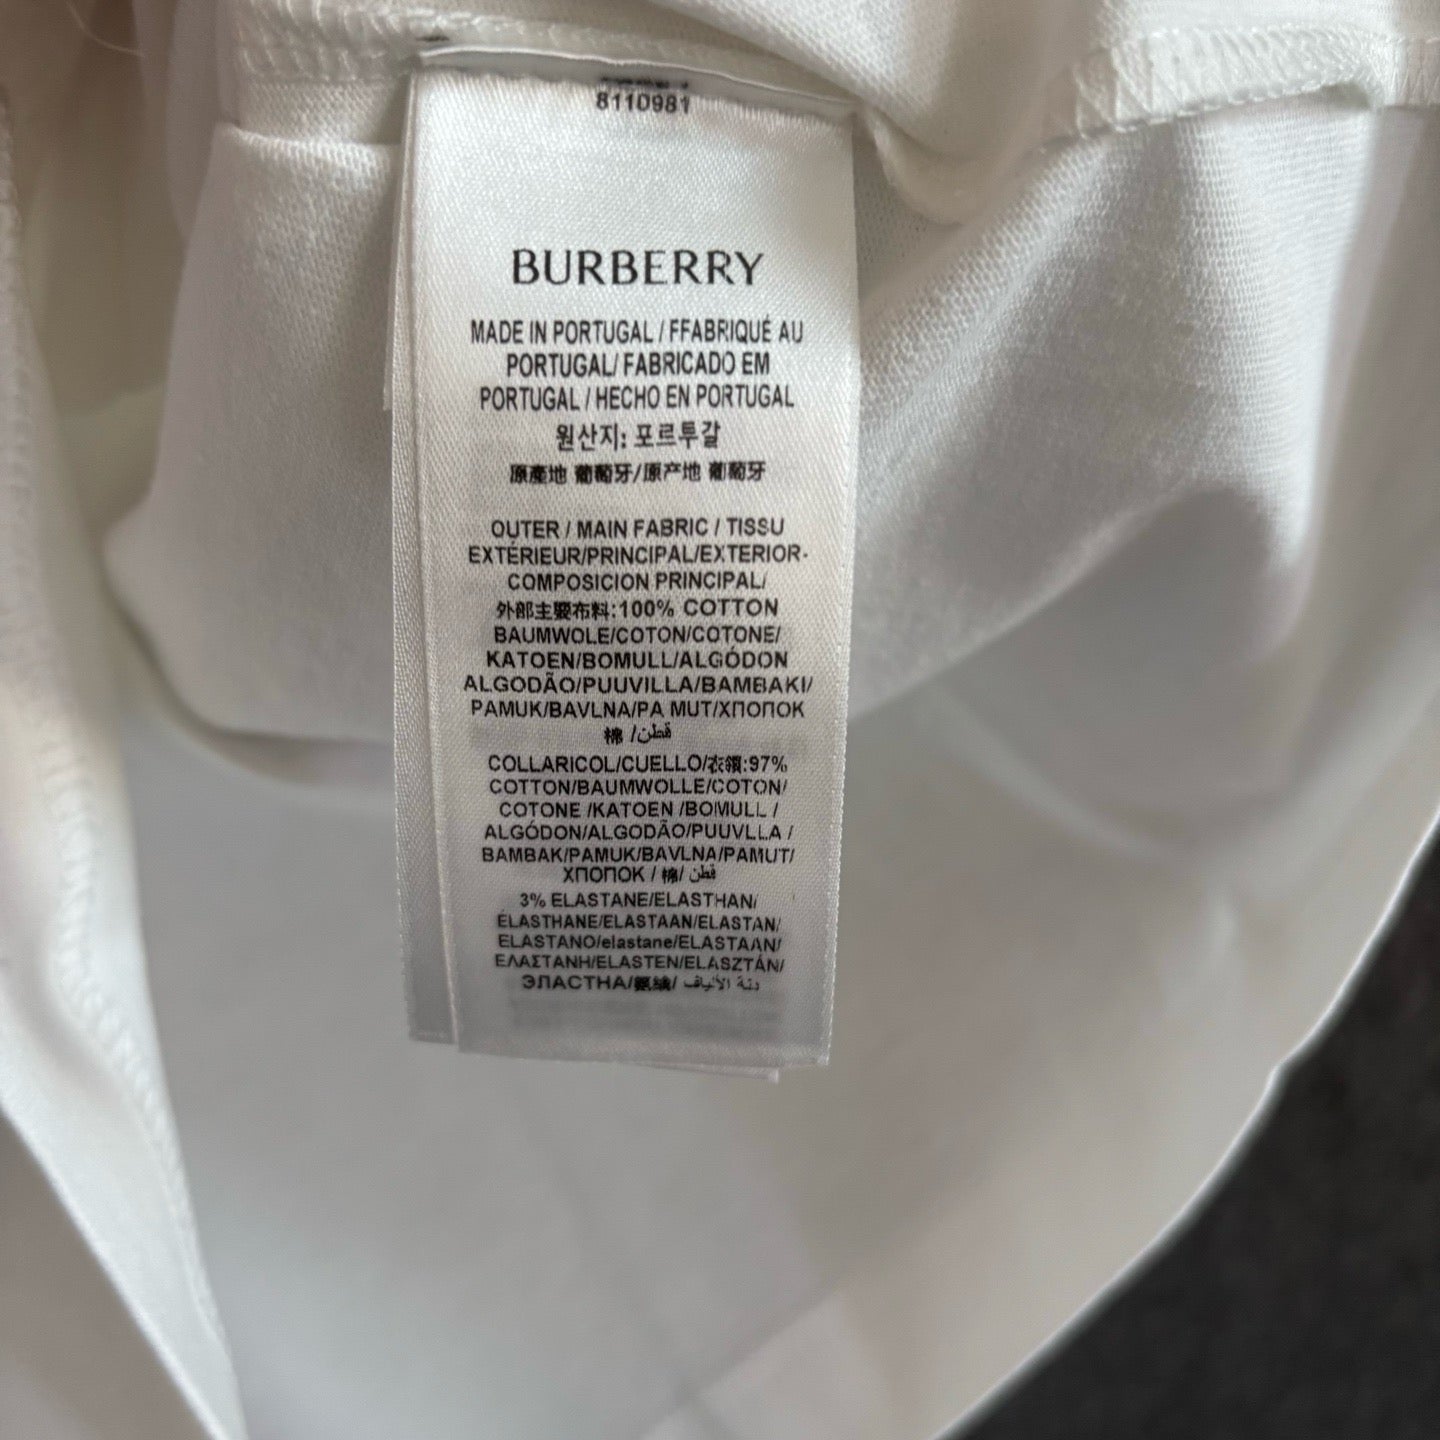 8110981
BURBERRY
MADE IN PORTUGAL / FFABRIQUÉ AU
PORTUGAL/ FABRICADO EM
PORTUGAL / HECHO EN PORTUGAL
원산지: 포르투갈
原產地 葡萄牙/原产地 葡萄牙
OUTER / MAIN FABRIC / TISSU
EXTÉRIEUR/PRINCIPAL/EXTERIOR-
COMPOSICION PRINCIPAL/
外部主要布料:100% COTTON
BAUMWOLE/COTON/COTONE/
KATOEN/BOMULL/ALGÓDON
ALGODÃO/PUUVILLA/BAMBAKI/
PAMUK/BAVLNA/PA MUT/ХПОПОК
棉 /قطن
COLLARICOL/CUELLO/衣領:97%
COTTON/BAUMWOLLE/COTON/
COTONE /KATOEN /BOMULL /
ALGÓDON/ALGODÃO/PUUVLLA /
BAMBAK/PAMUK/BAVLNA/PAMUT/
ХПОПОК / 棉/ قطن
3% ELASTANE/ELASTHAN/
ÉLASTHANE/ELASTAAN/ELASTAN/
ELASTANO/elastane/ELASTAAN/
ΕΛΑΣΤΑΝΗ/ELASTEN/ELASZTÁN/
ЭЛАСТНА/